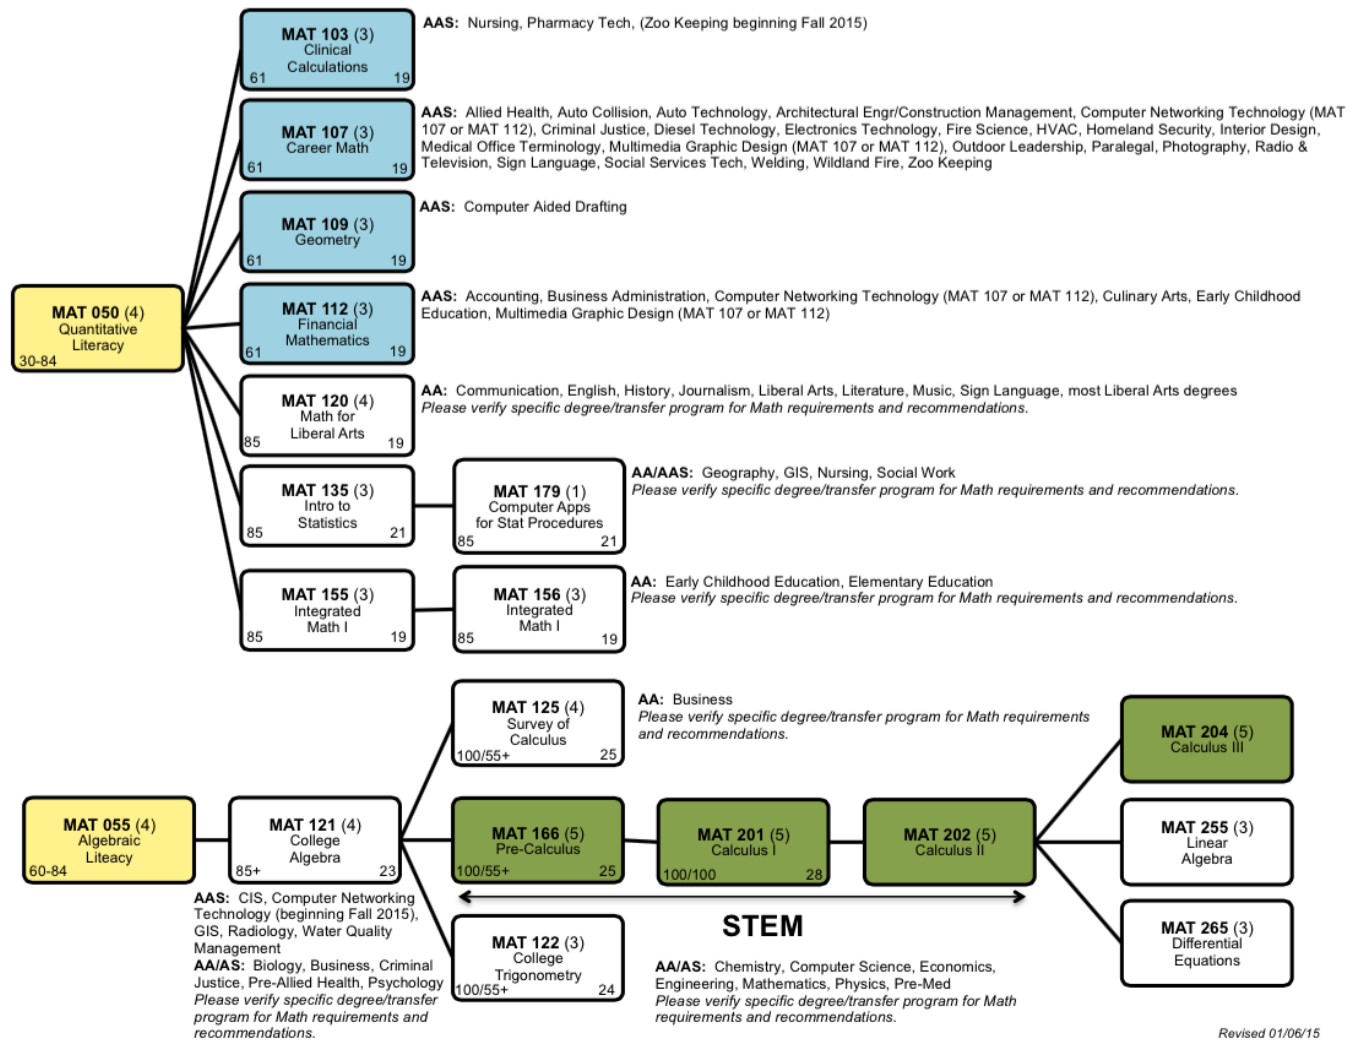 MAT 103 (3)
Clinical
Calculations
61 19
AAS: Nursing, Pharmacy Tech, (Zoo Keeping beginning Fall 2015)
MAT 107 (3)
Career Math
61 19
AAS: Allied Health, Auto Collision, Auto Technology, Architectural Engr/Construction Management, Computer Networking Technology (MAT
107 or MAT 112), Criminal Justice, Diesel Technology, Electronics Technology, Fire Science, HVAC, Homeland Security, Interior Design,
Medical Office Terminology, Multimedia Graphic Design (MAT 107 or MAT 112), Outdoor Leadership, Paralegal, Photography, Radio &
Television, Sign Language, Social Services Tech, Welding, Wildland Fire, Zoo Keeping
MAT 109 (3)
Geometry
61 19
AAS: Computer Aided Drafting
MAT 050 (4)
Quantitative
Literacy
30-84
MAT 112 (3)
Financial
Mathematics
61 19
AAS: Accounting, Business Administration, Computer Networking Technology (MAT 107 or MAT 112), Culinary Arts, Early Childhood
Education, Multimedia Graphic Design (MAT 107 or MAT 112)
MAT 120 (4)
Math for
Liberal Arts
85 19
AA: Communication, English, History, Journalism, Liberal Arts, Literature, Music, Sign Language, most Liberal Arts degrees
Please verify specific degree/transfer program for Math requirements and recommendations.
MAT 135 (3)
Intro to
Statistics
85 21
MAT 179 (1)
Computer Apps
for Stat Procedures
85 21
AA/AAS: Geography, GIS, Nursing, Social Work
Please verify specific degree/transfer program for Math requirements and recommendations.
MAT 155 (3)
Integrated
Math I
85 19
MAT 156 (3)
Integrated
Math I
85 19
AA: Early Childhood Education, Elementary Education
Please verify specific degree/transfer program for Math requirements and recommendations.
MAT 125 (4)
Survey of
Calculus
100/55+ 25
AA: Business
Please verify specific degree/transfer program for Math requirements
and recommendations.
MAT 204 (5)
Calculus III
MAT 055 (4)
Algebraic
Liteacy
60-84
MAT 121 (4)
College
Algebra
85+ 23
MAT 166 (5)
Pre-Calculus
100/55+ 25
MAT 201 (5)
Calculus I
100/100 28
MAT 202 (5)
Calculus II
MAT 255 (3)
Linear
Algebra
AAS: CIS, Computer Networking
Technology (beginning Fall 2015),
GIS, Radiology, Water Quality
Management
AA/AS: Biology, Business, Criminal
Justice, Pre-Allied Health, Psychology
Please verify specific degree/transfer
program for Math requirements and
recommendations.
MAT 122 (3)
College
Trigonometry
100/55+ 24
STEM
AA/AS: Chemistry, Computer Science, Economics,
Engineering, Mathematics, Physics, Pre-Med
Please verify specific degree/transfer program for Math
requirements and recommendations.
MAT 265 (3)
Differential
Equations
Revised 01/06/15